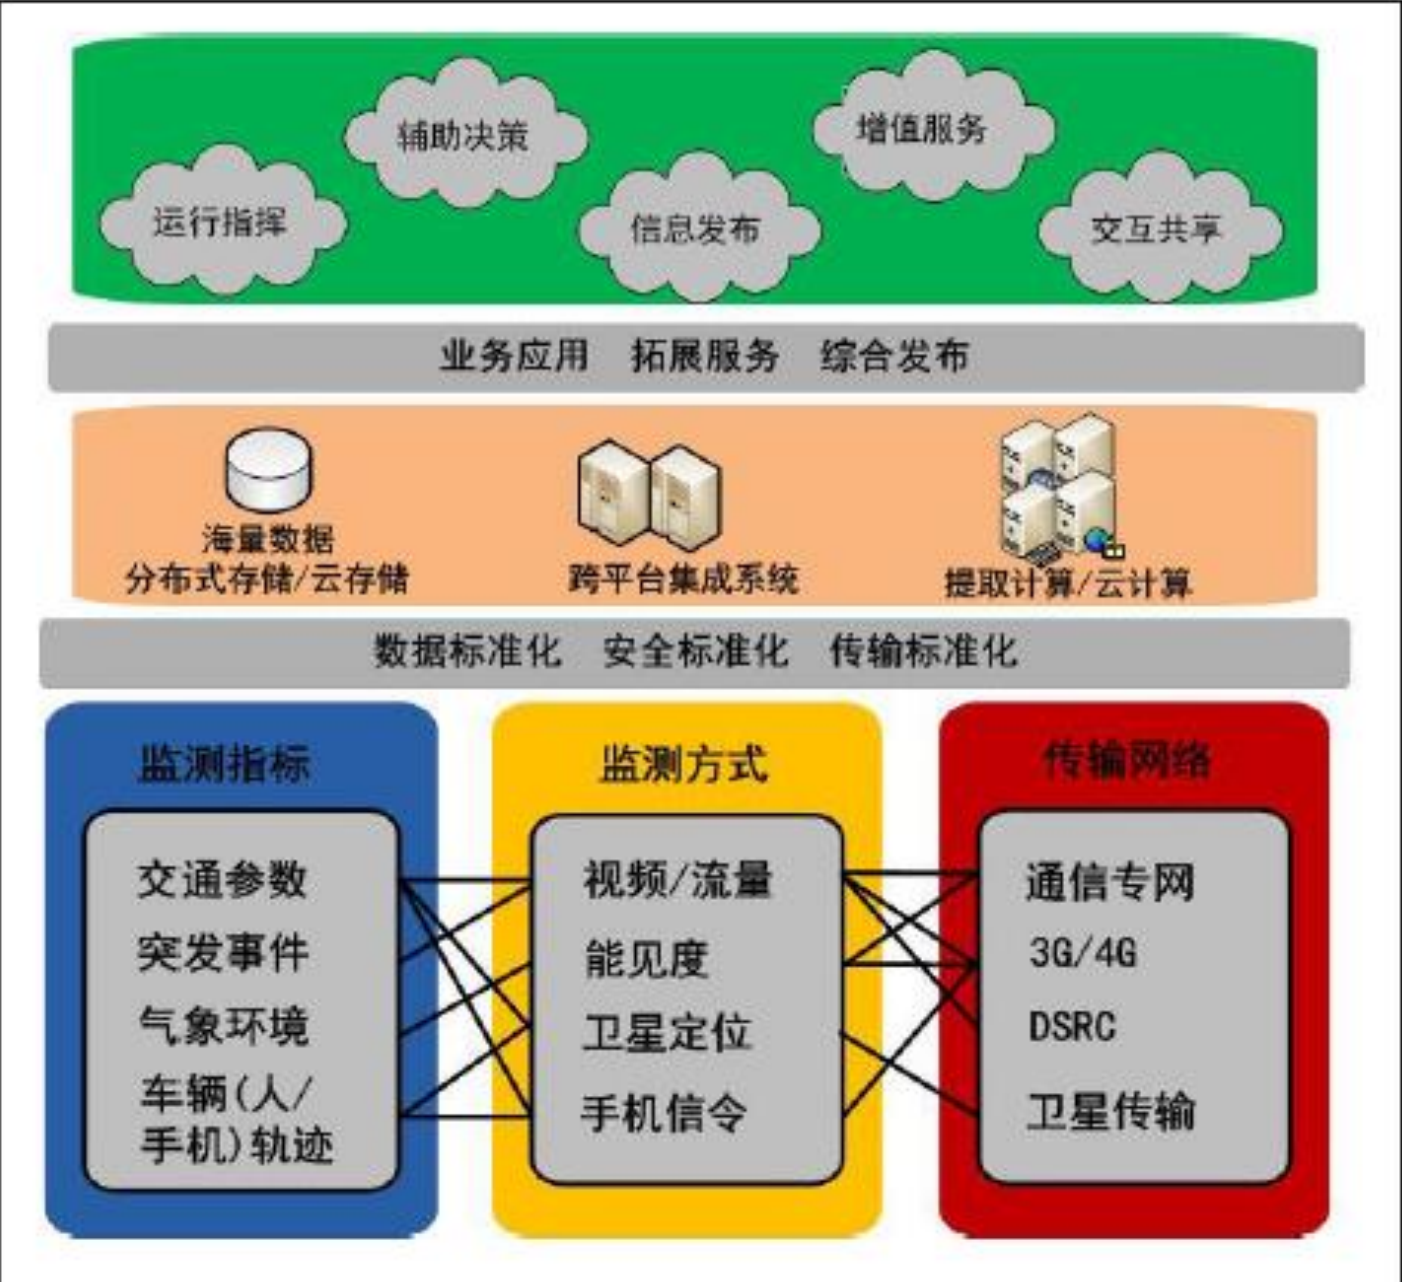 辅助决策
增值服务
运行指挥
信息发布
交互共享
业务应用 拓展服务 综合发布
海量数据
分布式存储/云存储
跨平台集成系统
提取计算/云计算
数据标准化 安全标准化 传输标准化
监测指标
交通参数
突发事件
气象环境
车辆(人/
手机)轨迹
监测方式
视频/流量
能见度
卫星定位
手机信令
传输网络
通信专网
3G/4G
DSRC
卫星传输